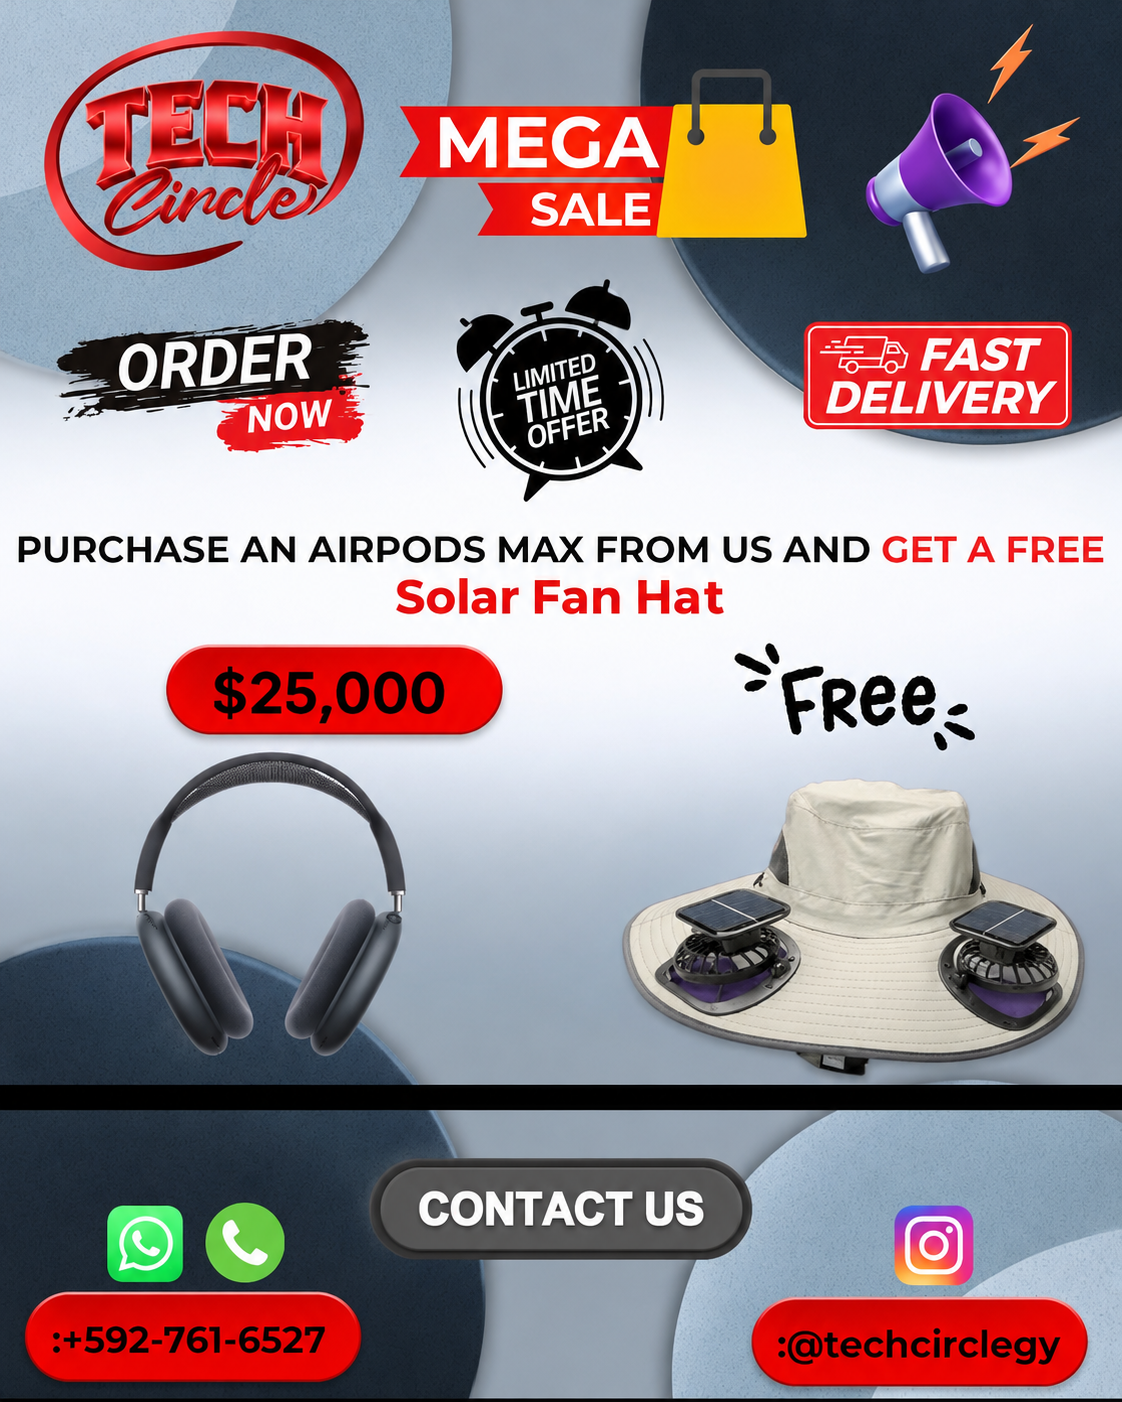 TECH
Circle
MEGA
SALE
ORDER
NOW
LIMITED
TIME
OFFER
FAST
DELIVERY
PURCHASE AN AIRPODS MAX FROM US AND GET A FREE
Solar Fan Hat
$25,000
FRee
CONTACT US
:+592-761-6527
:@techcirclegy